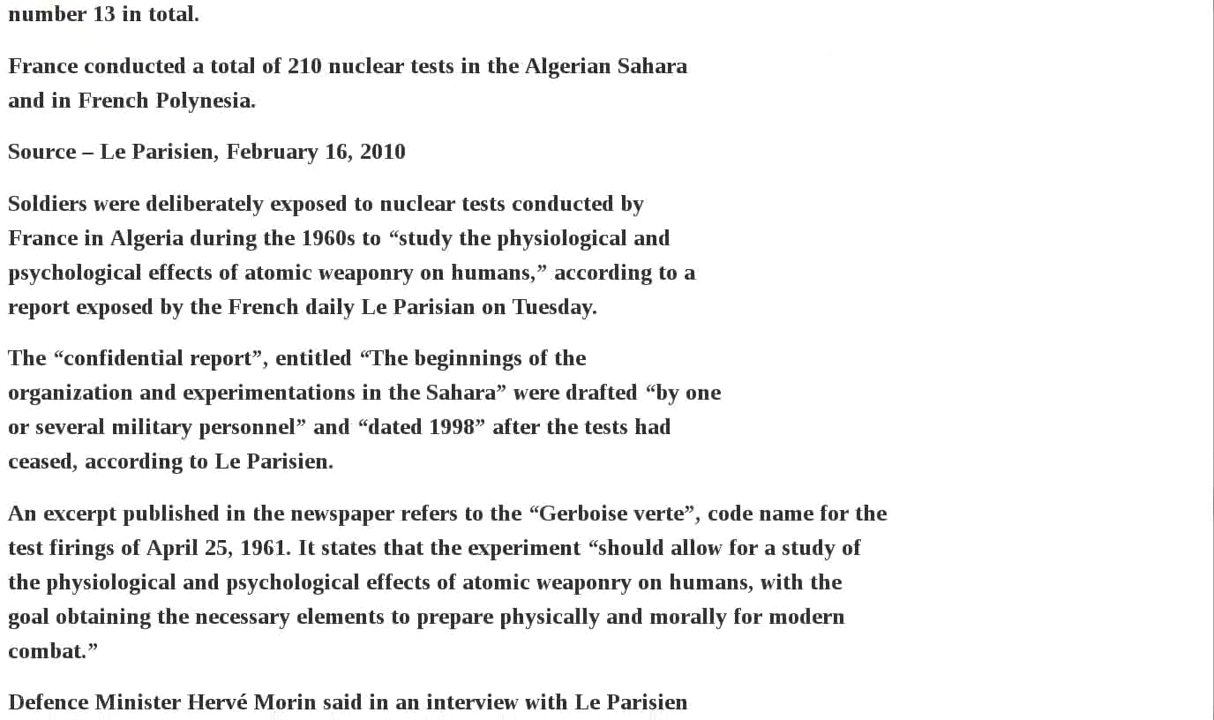 number 13 in total.
France conducted a total of 210 nuclear tests in the Algerian Sahara
and in French Polynesia.
Source – Le Parisien, February 16, 2010
Soldiers were deliberately exposed to nuclear tests conducted by
France in Algeria during the 1960s to “study the physiological and
psychological effects of atomic weaponry on humans,” according to a
report exposed by the French daily Le Parisian on Tuesday.
The “confidential report”, entitled “The beginnings of the
organization and experimentations in the Sahara” were drafted “by one
or several military personnel” and “dated 1998” after the tests had
ceased, according to Le Parisien.
An excerpt published in the newspaper refers to the “Gerboise verte”, code name for the
test firings of April 25, 1961. It states that the experiment “should allow for a study of
the physiological and psychological effects of atomic weaponry on humans, with the
goal obtaining the necessary elements to prepare physically and morally for modern
combat.”
Defence Minister Hervé Morin said in an interview with Le Parisien